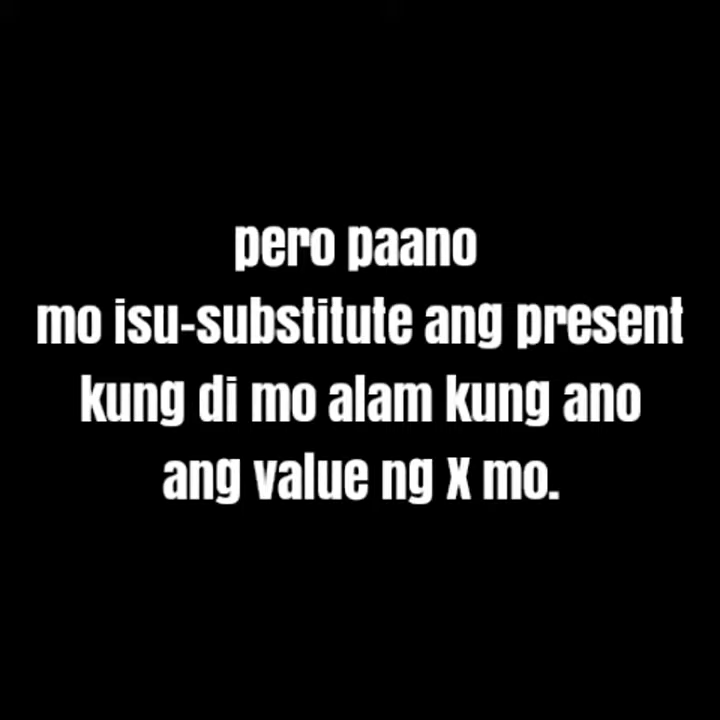 pero paano
mo isu-substitute ang present
kung di mo alam kung ano
ang value ng X mo.